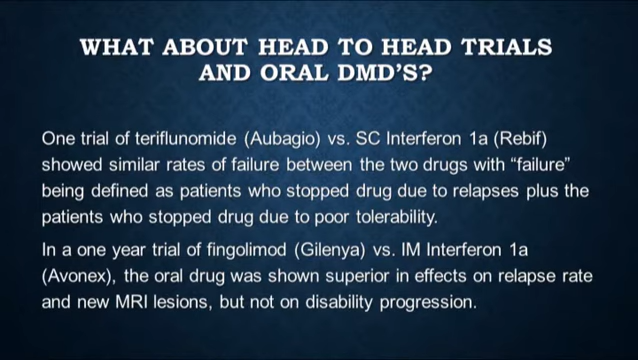 WHAT ABOUT HEAD TO HEAD TRIALS
AND ORAL DMD'S?
One trial of teriflunomide (Aubagio) vs. SC Interferon 1a (Rebif)
showed similar rates of failure between the two drugs with “failure”
being defined as patients who stopped drug due to relapses plus the
patients who stopped drug due to poor tolerability.
In a one year trial of fingolimod (Gilenya) vs. IM Interferon 1a
(Avonex), the oral drug was shown superior in effects on relapse rate
and new MRI lesions, but not on disability progression.